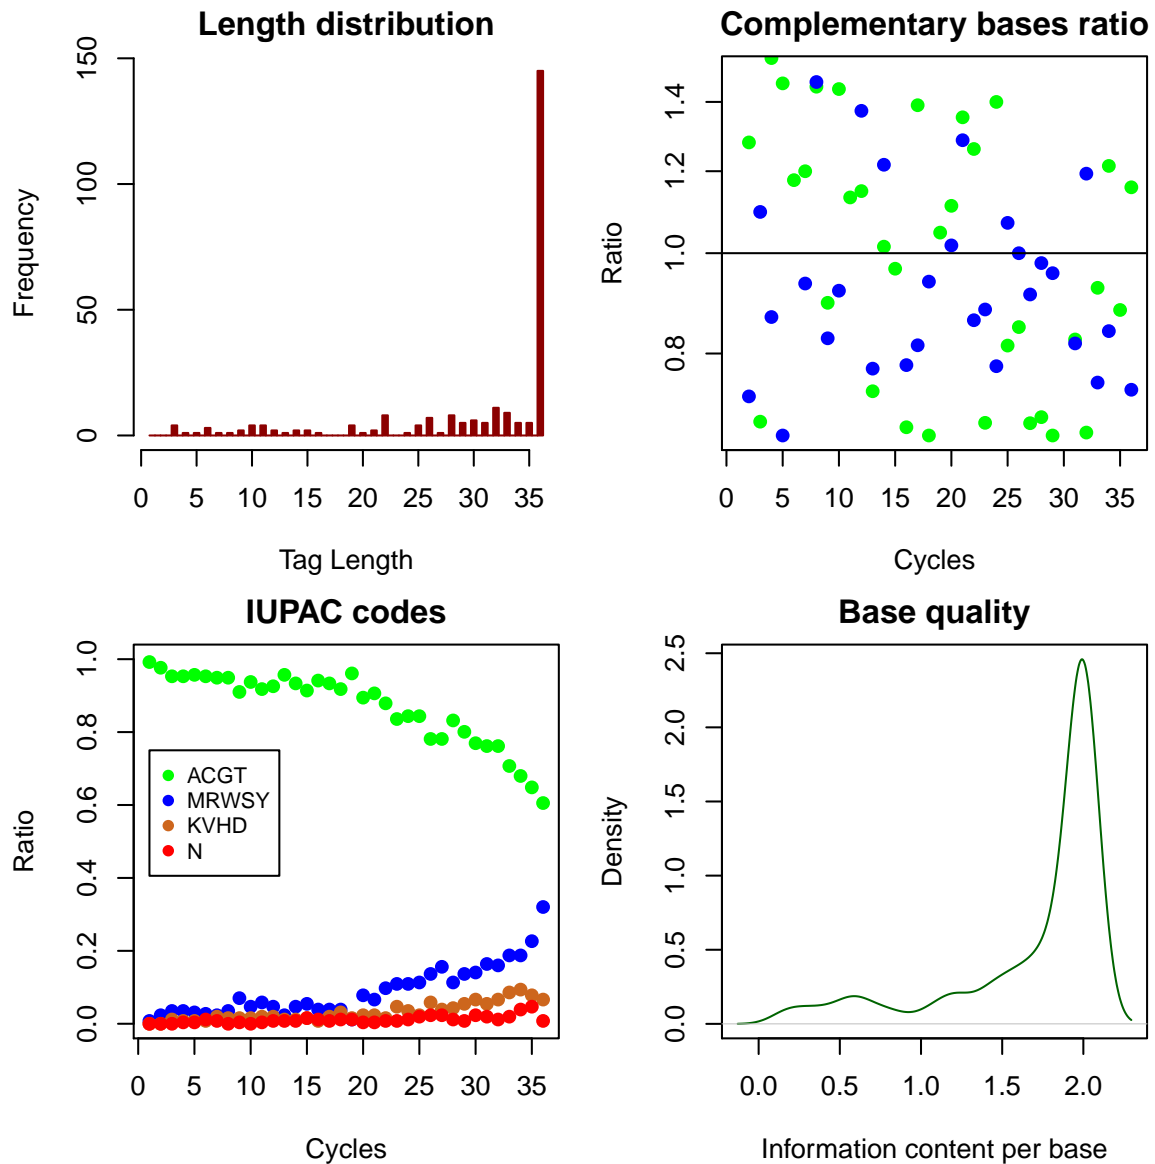 Length distribution
Frequency
0
50
100
150
0 5 10 15 20 25 30 35
Tag Length
Complementary bases ratio
Ratio
0.8
1.0
1.2
1.4
0 5 10 15 20 25 30 35
Cycles
IUPAC codes
Ratio
0.0
0.2
0.4
0.6
0.8
1.0
ACGT
MRWSY
KVHD
N
0 5 10 15 20 25 30 35
Cycles
Base quality
Density
0.0
0.5
1.0
1.5
2.0
2.5
0.0 0.5 1.0 1.5 2.0
Information content per base